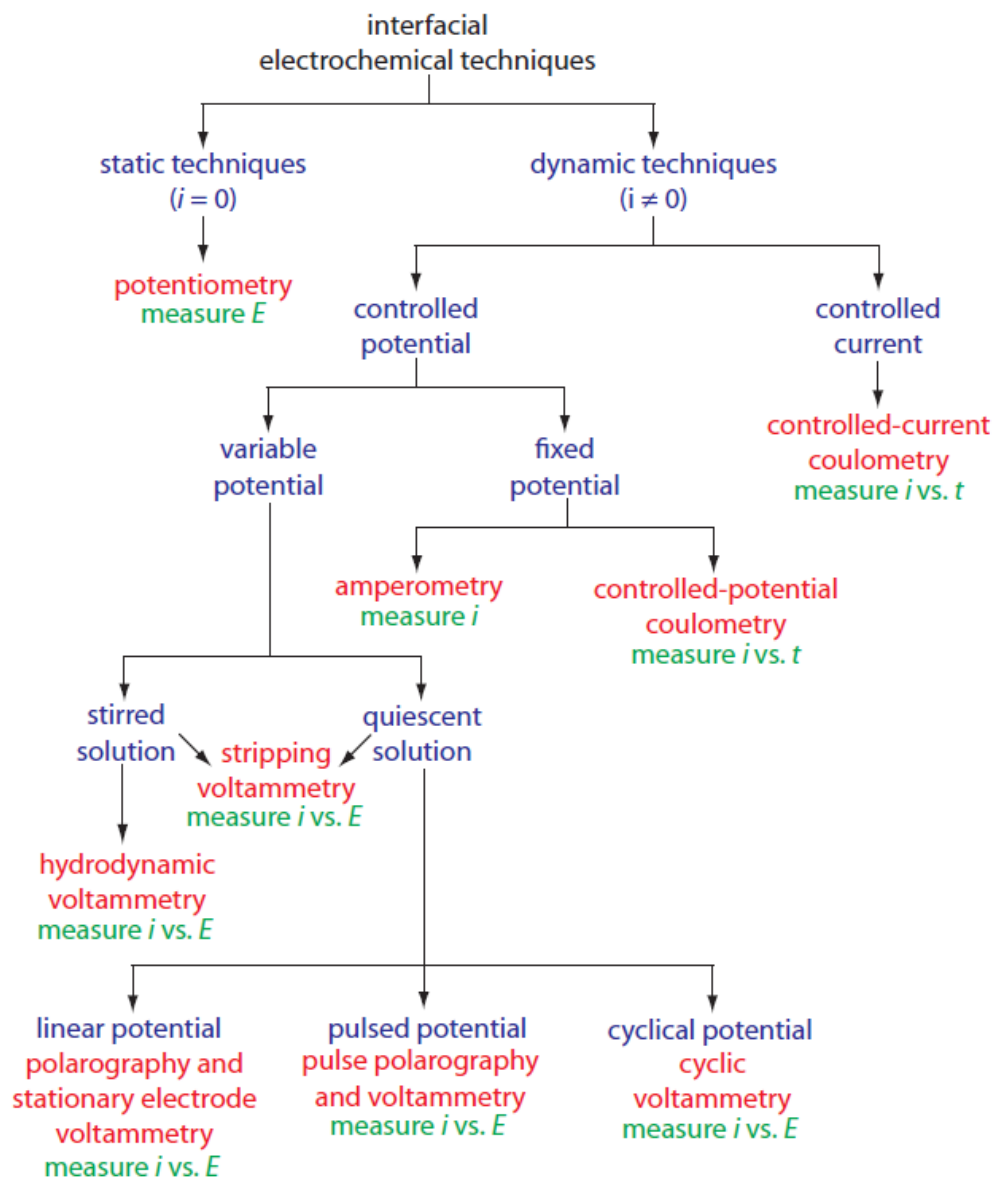 interfacial
electrochemical techniques
static techniques
(i = 0)
dynamic techniques
(i ≠ 0)
potentiometry
measure E
controlled
potential
controlled
current
controlled-current
coulometry
measure i vs. t
variable
potential
fixed
potential
amperometry
measure i
controlled-potential
coulometry
measure i vs. t
stirred
solution
quiescent
solution
stripping
voltammetry
measure i vs. E
hydrodynamic
voltammetry
measure i vs. E
linear potential
polarography and
stationary electrode
voltammetry
measure i vs. E
pulsed potential
pulse polarography
and voltammetry
measure i vs. E
cyclical potential
cyclic
voltammetry
measure i vs. E